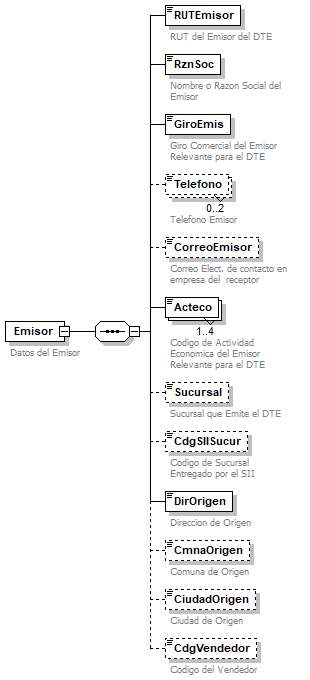 RUTEmisor
RUT del Emisor del DTE
RznSoc
Nombre o Razon Social del
Emisor
GiroEmis
Giro Comercial del Emisor
Relevante para el DTE
Telefono
0..2
Telefono Emisor
CorreoEmisor
Correo Elect. de contacto en
empresa del receptor
Acteco
1..4
Codigo de Actividad
Economica del Emisor
Relevante para el DTE
Emisor
Datos del Emisor
Sucursal
Sucursal que Emite el DTE
CdgSIISucur
Codigo de Sucursal
Entregado por el SII
DirOrigen
Direccion de Origen
CmnaOrigen
Comuna de Origen
CiudadOrigen
Ciudad de Origen
CdgVendedor
Codigo del Vendedor